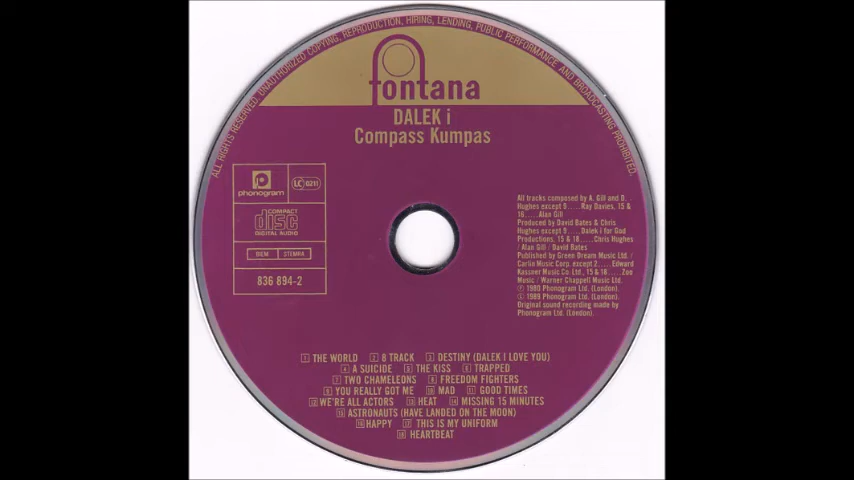 ALL RIGHTS RESERVED, UNAUTHORIZED COPYING, REPRODUCTION, HIRING, LENDING, PUBLIC PERFORMANCE AND BROADCASTING PROHIBITED.
fontana
DALEK i
Compass Kumpas
phonogram
LC 0211
COMPACT
disc
DIGITAL AUDIO
BIEM STEMRA
836 894-2
All tracks composed by A. Gill and D.
Hughes except 9....Ray Davies, 15 &
16....Alan Gill
Produced by David Bates & Chris
Hughes except 9....Dalek i for God
Productions, 15 & 18....Chris Hughes
/ Alan Gill / David Bates
Published by Green Dream Music Ltd. /
Carlin Music Corp. except 2....Edward
Kassner Music Co. Ltd., 15 & 16....Zoo
Music / Warner Chappell Music Ltd.
℗ 1980 Phonogram Ltd. (London).
© 1989 Phonogram Ltd. (London).
Original sound recording made by
Phonogram Ltd. (London).
1 THE WORLD 2 8 TRACK 3 DESTINY (DALEK I LOVE YOU)
4 A SUICIDE 5 THE KISS 6 TRAPPED
7 TWO CHAMELEONS 8 FREEDOM FIGHTERS
9 YOU REALLY GOT ME 10 MAD 11 GOOD TIMES
12 WE'RE ALL ACTORS 13 HEAT 14 MISSING 15 MINUTES
15 ASTRONAUTS (HAVE LANDED ON THE MOON)
16 HAPPY 17 THIS IS MY UNIFORM
18 HEARTBEAT